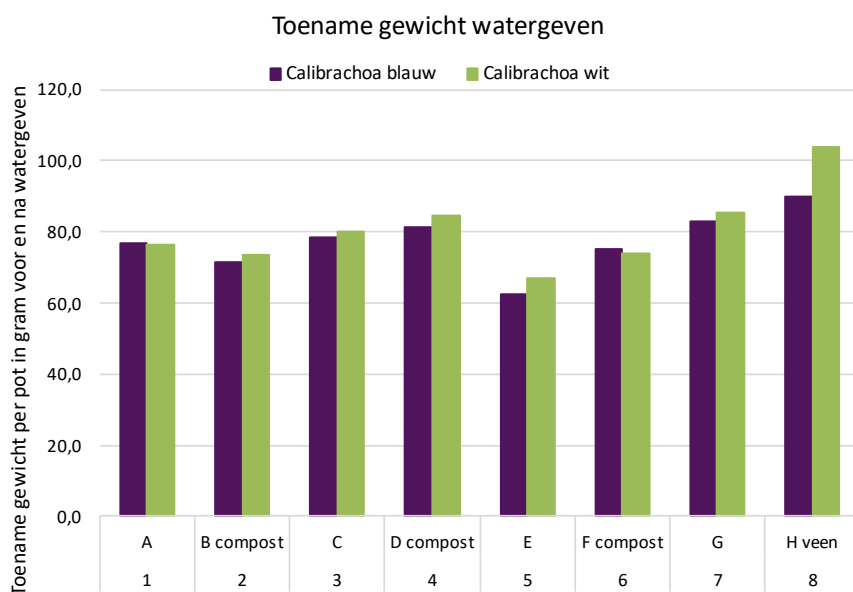 Toename gewicht watergeven
Calibrachoa blauw Calibrachoa wit
Toename gewicht per pot in gram voor en na watergeven
120,0
100,0
80,0
60,0
40,0
20,0
0,0
A B compost C D compost E F compost G H veen
1 2 3 4 5 6 7 8